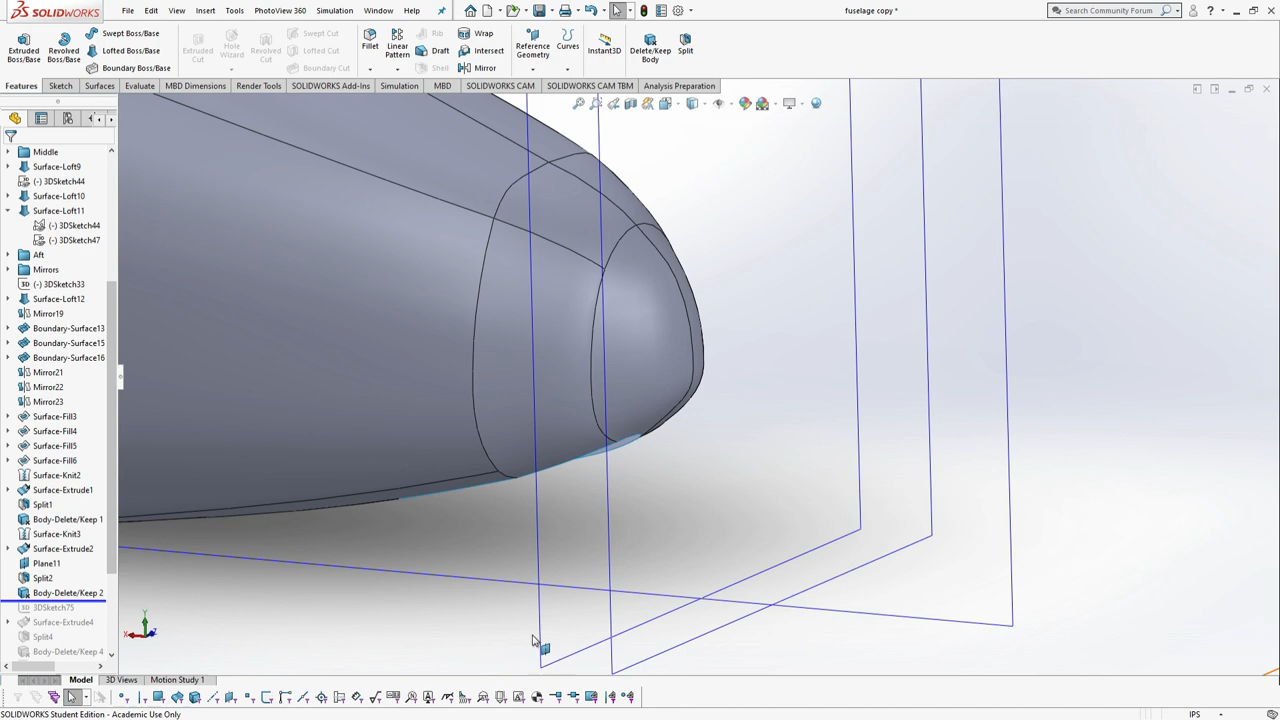 SOLIDWORKS
File Edit View Insert Tools PhotoView 360 Simulation Window Help
fuselage copy *
Search Community Forum
Extruded Boss/Base
Revolved Boss/Base
Swept Boss/Base
Lofted Boss/Base
Boundary Boss/Base
Extruded Cut
Hole Wizard
Revolved Cut
Swept Cut
Lofted Cut
Boundary Cut
Fillet
Linear Pattern
Rib
Draft
Shell
Wrap
Intersect
Mirror
Reference Geometry
Curves
Instant3D
Delete/Keep Body
Split
Features Sketch Surfaces Evaluate MBD Dimensions Render Tools SOLIDWORKS Add-Ins Simulation MBD SOLIDWORKS CAM SOLIDWORKS CAM TBM Analysis Preparation
Middle
Surface-Loft9
(-) 3DSketch44
Surface-Loft10
Surface-Loft11
(-) 3DSketch44
(-) 3DSketch47
Aft
Mirrors
(-) 3DSketch33
Surface-Loft12
Mirror19
Boundary-Surface13
Boundary-Surface15
Boundary-Surface16
Mirror21
Mirror22
Mirror23
Surface-Fill3
Surface-Fill4
Surface-Fill5
Surface-Fill6
Surface-Knit2
Surface-Extrude1
Split1
Body-Delete/Keep 1
Surface-Knit3
Surface-Extrude2
Plane11
Split2
Body-Delete/Keep 2
3DSketch75
Surface-Extrude4
Split4
Body-Delete/Keep 4
Y
X
Z
Model 3D Views Motion Study 1
SOLIDWORKS Student Edition - Academic Use Only
IPS